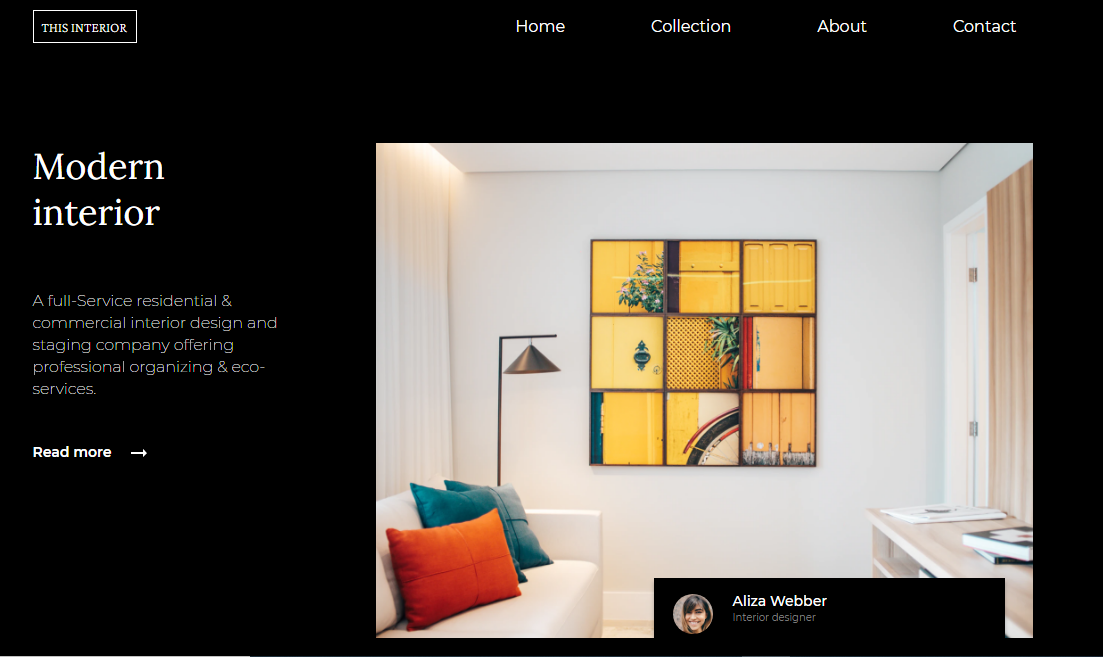 THIS INTERIOR
Home
Collection
About
Contact
Modern
interior
A full-Service residential &
commercial interior design and
staging company offering
professional organizing & eco-
services.
Read more
Aliza Webber
Interior designer